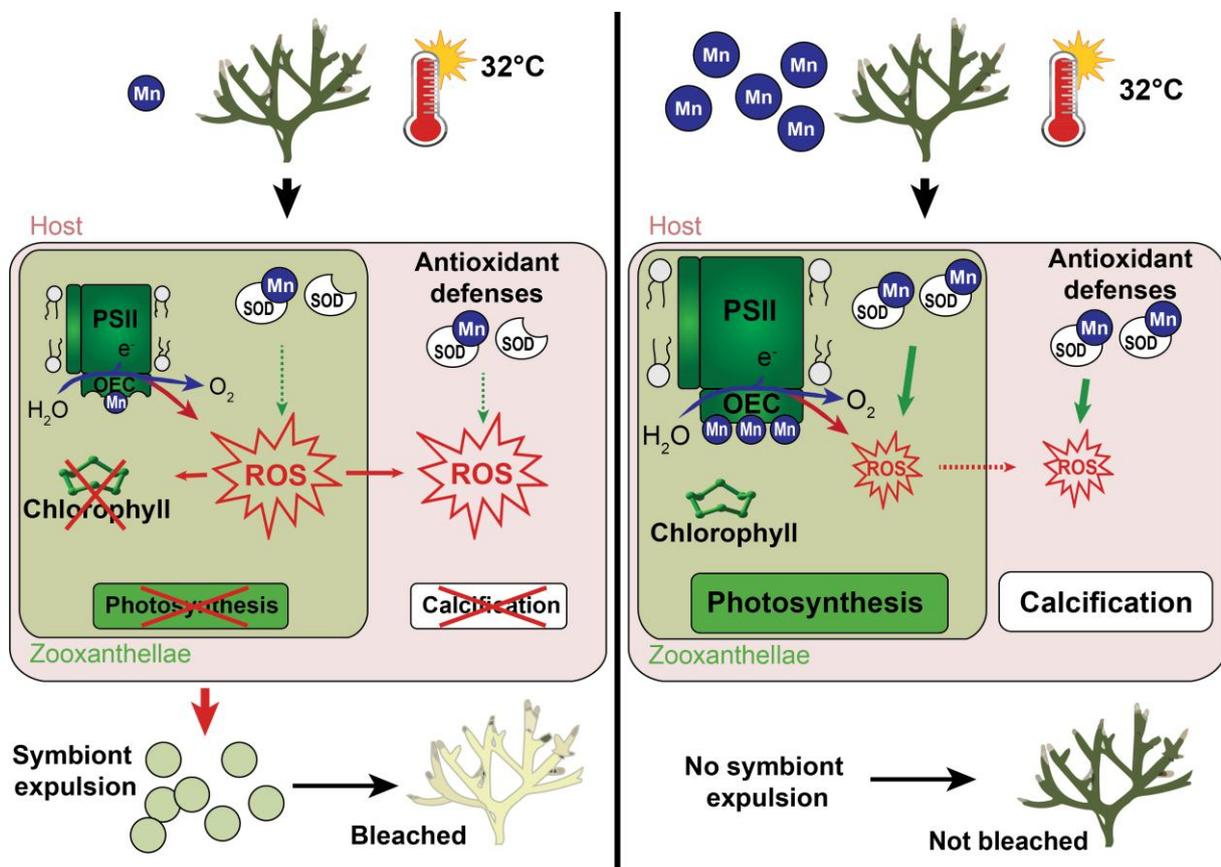 Mn
32°C
Host
PSII
e-
OEC
Mn
H2O
O2
Mn
SOD
SOD
Antioxidant
defenses
Mn
SOD
SOD
ROS
ROS
Chlorophyll
Photosynthesis
Calcification
Zooxanthellae
Symbiont
expulsion
Bleached
Mn
Mn
Mn
Mn
Mn
32°C
Host
PSII
e-
OEC
Mn
Mn
Mn
H2O
O2
Mn
SOD
Mn
SOD
Antioxidant
defenses
Mn
SOD
Mn
SOD
ROS
ROS
Chlorophyll
Photosynthesis
Calcification
Zooxanthellae
No symbiont
expulsion
Not bleached